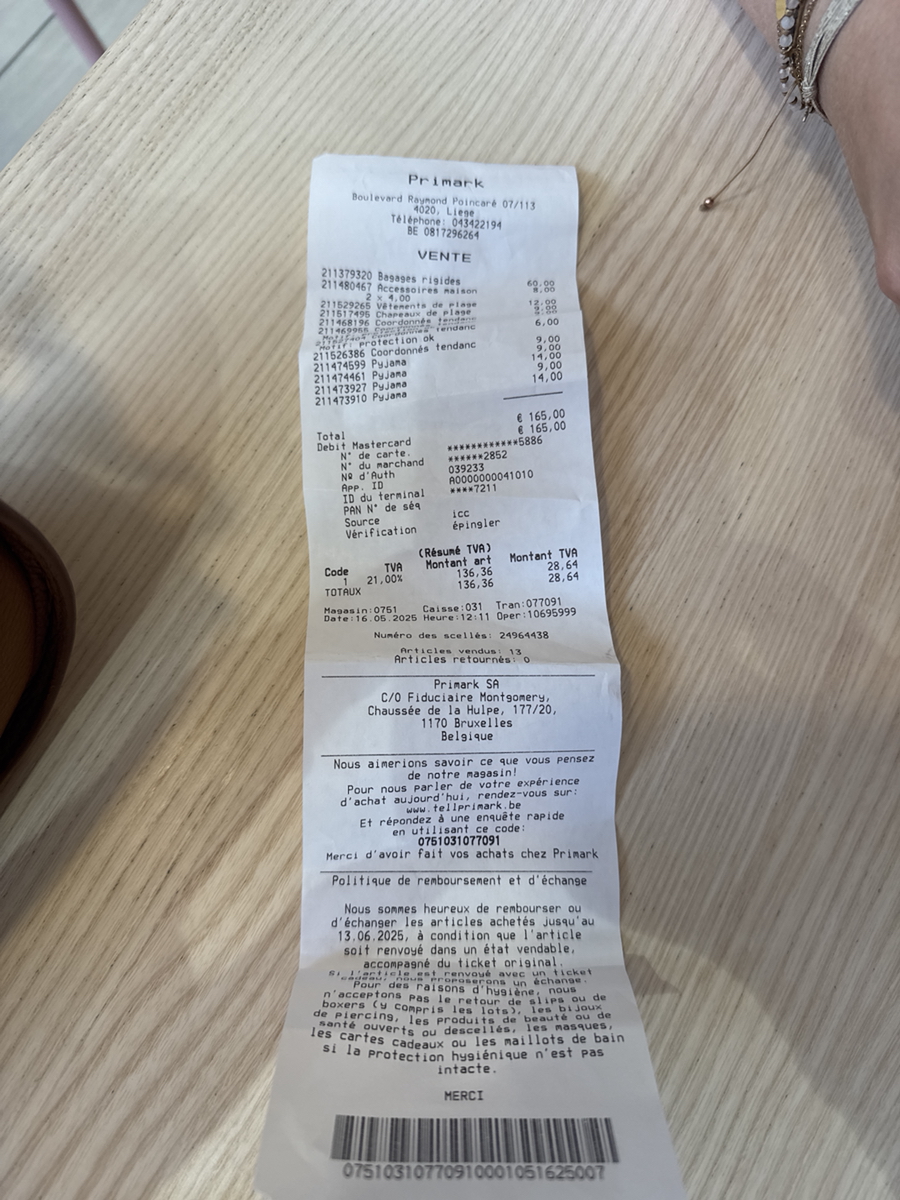 Primark
Boulevard Raymond Poincaré 07/113
4020, Liege
Téléphone: 043422194
BE 0817296264
VENTE
211379320 Bagages rigides 60,00
211480467 Accessoires maison 8,00
2 x 4,00
211529265 Vêtements de plage 12,00
211517495 Chapeaux de plage 9,00
211468196 Coordonnés tendanc
tendanc 6,00
protection ok
211526386 Coordonnés tendanc 9,00
211474599 Pyjama 9,00
211474461 Pyjama 14,00
211473927 Pyjama 9,00
211473910 Pyjama 14,00
Total € 165,00
Debit Mastercard € 165,00
N° de carte. ************5886
N° du marchand ******2852
Nº d'Auth 039233
App. ID A0000000041010
ID du terminal ****7211
PAN N° de séq
Source icc
Vérification épingler
(Résumé TVA)
Code TVA Montant art Montant TVA
1 21,00% 136,36 28,64
TOTAUX 136,36 28,64
Magasin:0751 Caisse:031 Tran:077091
Date:16.05.2025 Heure:12:11 Oper:10695999
Numéro des scellés: 24964438
Articles vendus: 13
Articles retournés: 0
Primark SA
C/O Fiduciaire Montgomery,
Chaussée de la Hulpe, 177/20,
1170 Bruxelles
Belgique
Nous aimerions savoir ce que vous pensez
de notre magasin!
Pour nous parler de votre expérience
d'achat aujourd'hui, rendez-vous sur:
www.tellprimark.be
Et répondez à une enquête rapide
en utilisant ce code:
0751031077091
Merci d'avoir fait vos achats chez Primark
Politique de remboursement et d'échange
Nous sommes heureux de rembourser ou
d'échanger les articles achetés jusqu'au
13.06.2025, à condition que l'article
soit renvoyé dans un état vendable,
accompagné du ticket original.
Si l'article est renvoyé avec un ticket
cadeau, nous proposerons un échange.
Pour des raisons d'hygiène, nous
n'acceptons pas le retour de slips ou de
boxers (y compris les lots), les bijoux
de piercing, les produits de beauté ou de
santé ouverts ou descellés, les masques,
les cartes cadeaux ou les maillots de bain
si la protection hygiénique n'est pas
intacte.
MERCI
07510310770910001051625007